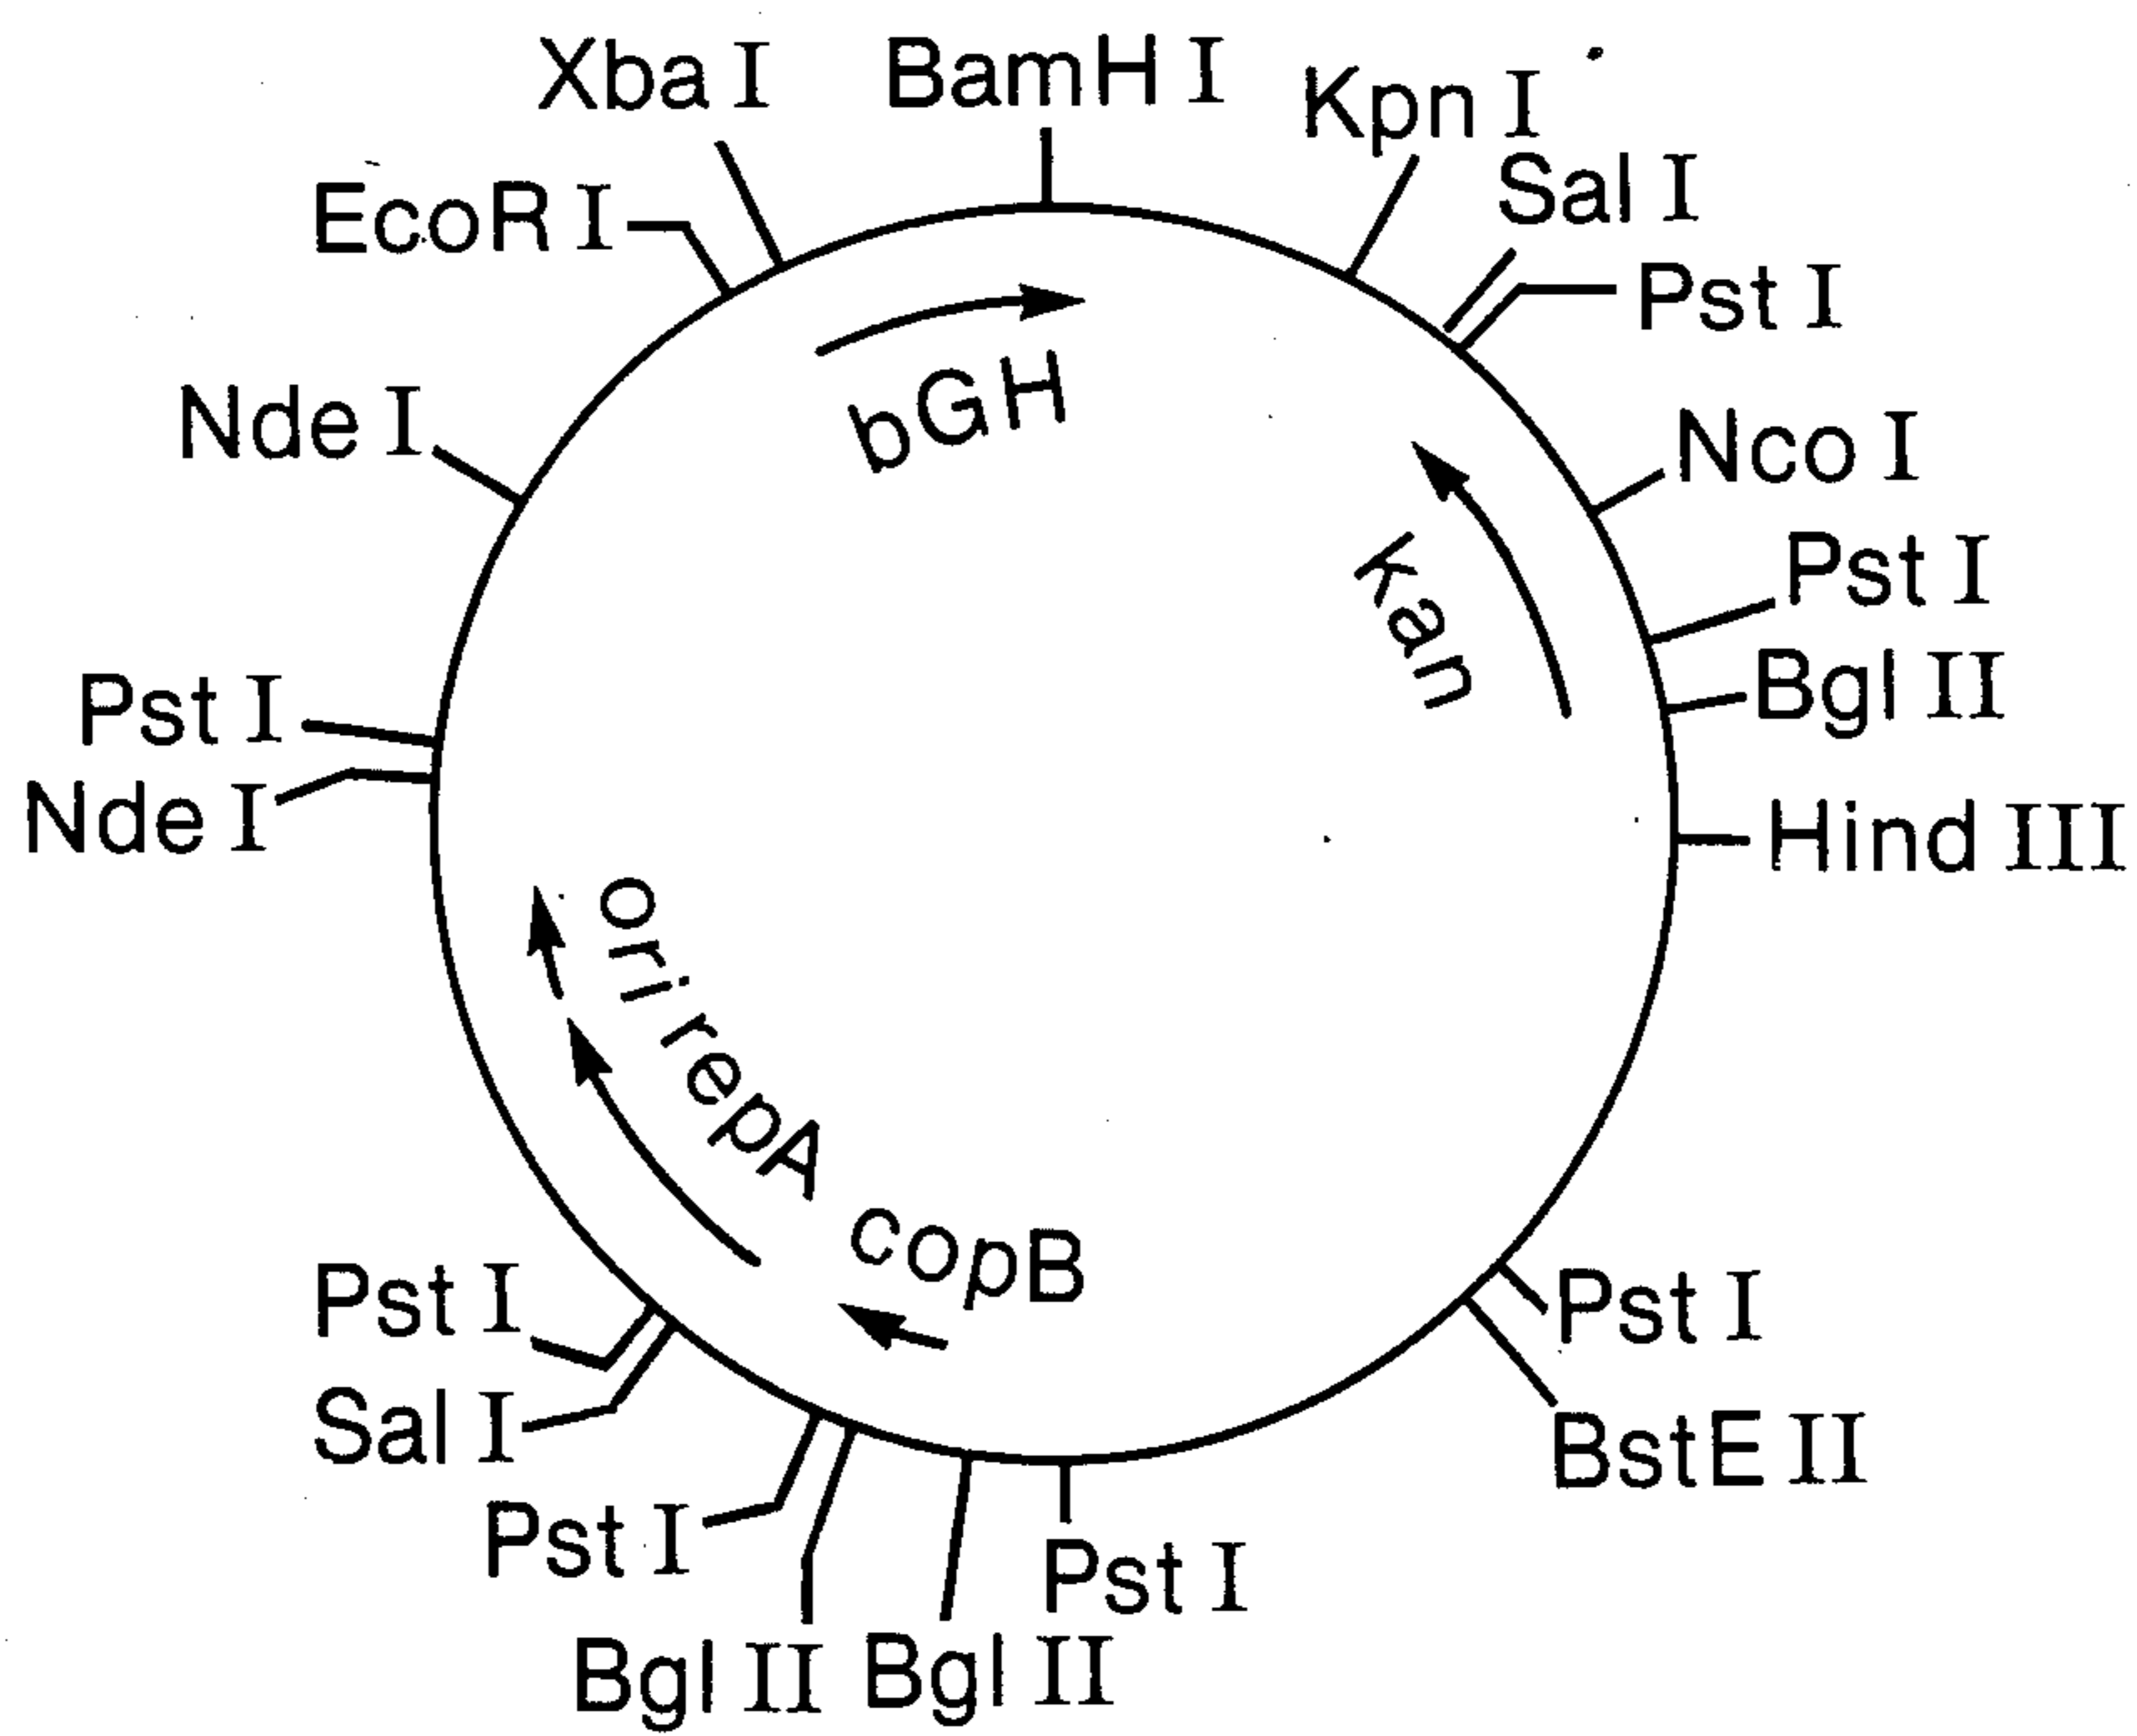 Xba I
BamH I
Kpn I
EcoR I
Sal I
Pst I
bGH
Nde I
Nco I
kan
Pst I
Bgl II
Pst I
Nde I
Hind III
ori repA copB
Pst I
Pst I
Sal I
BstE II
Pst I
Pst I
Bgl II
Bgl II